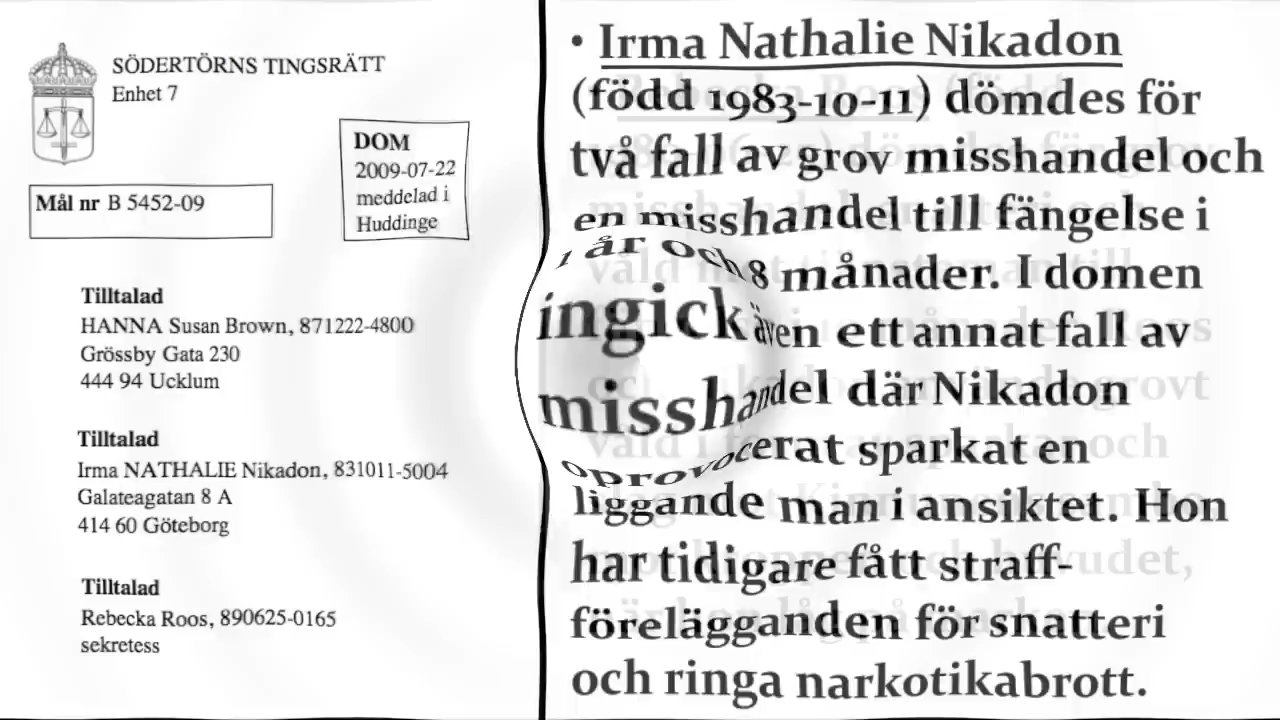 SÖDERTÖRNS TINGSRÄTT
Enhet 7
DOM
2009-07-22
meddelad i
Huddinge
Mål nr B 5452-09
Tilltalad
HANNA Susan Brown, 871222-4800
Grössby Gata 230
444 94 Ucklum
Tilltalad
Irma NATHALIE Nikadon, 831011-5004
Galateagatan 8 A
414 60 Göteborg
Tilltalad
Rebecka Roos, 890625-0165
sekretess
• Irma Nathalie Nikadon
(född 1983-10-11) dömdes för
två fall av grov misshandel och
en misshandel till fängelse i
1 år och 8 månader. I domen
ingick även ett annat fall av
misshandel där Nikadon
oprovocerat sparkat en
liggande man i ansiktet. Hon
har tidigare fått straff-
förelägganden för snatteri
och ringa narkotikabrott.